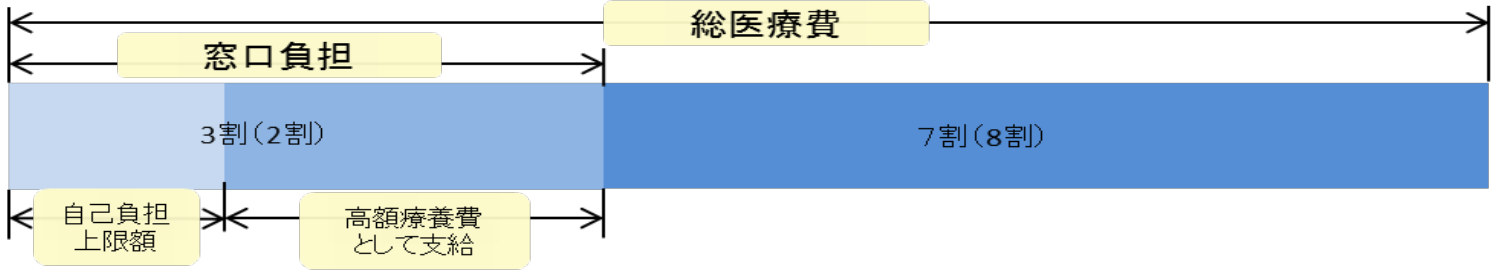 総医療費
窓口負担
3割(2割)
７割(8割)
自己負担
上限額
高額療養費
として支給